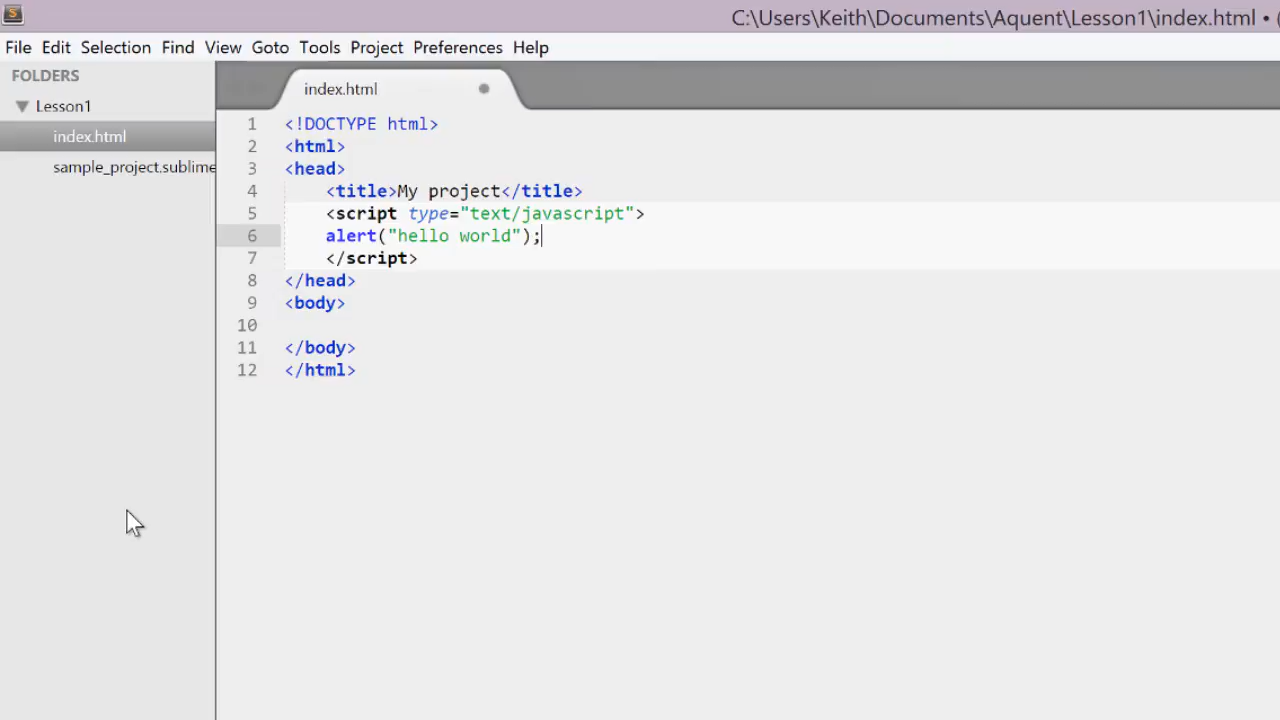 C:\Users\Keith\Documents\Aquent\Lesson1\index.html • (
File Edit Selection Find View Goto Tools Project Preferences Help
FOLDERS
Lesson1
index.html
sample_project.sublime
index.html
1 <!DOCTYPE html>
2 <html>
3 <head>
4 <title>My project</title>
5 <script type="text/javascript">
6 alert("hello world");
7 </script>
8 </head>
9 <body>
10
11 </body>
12 </html>